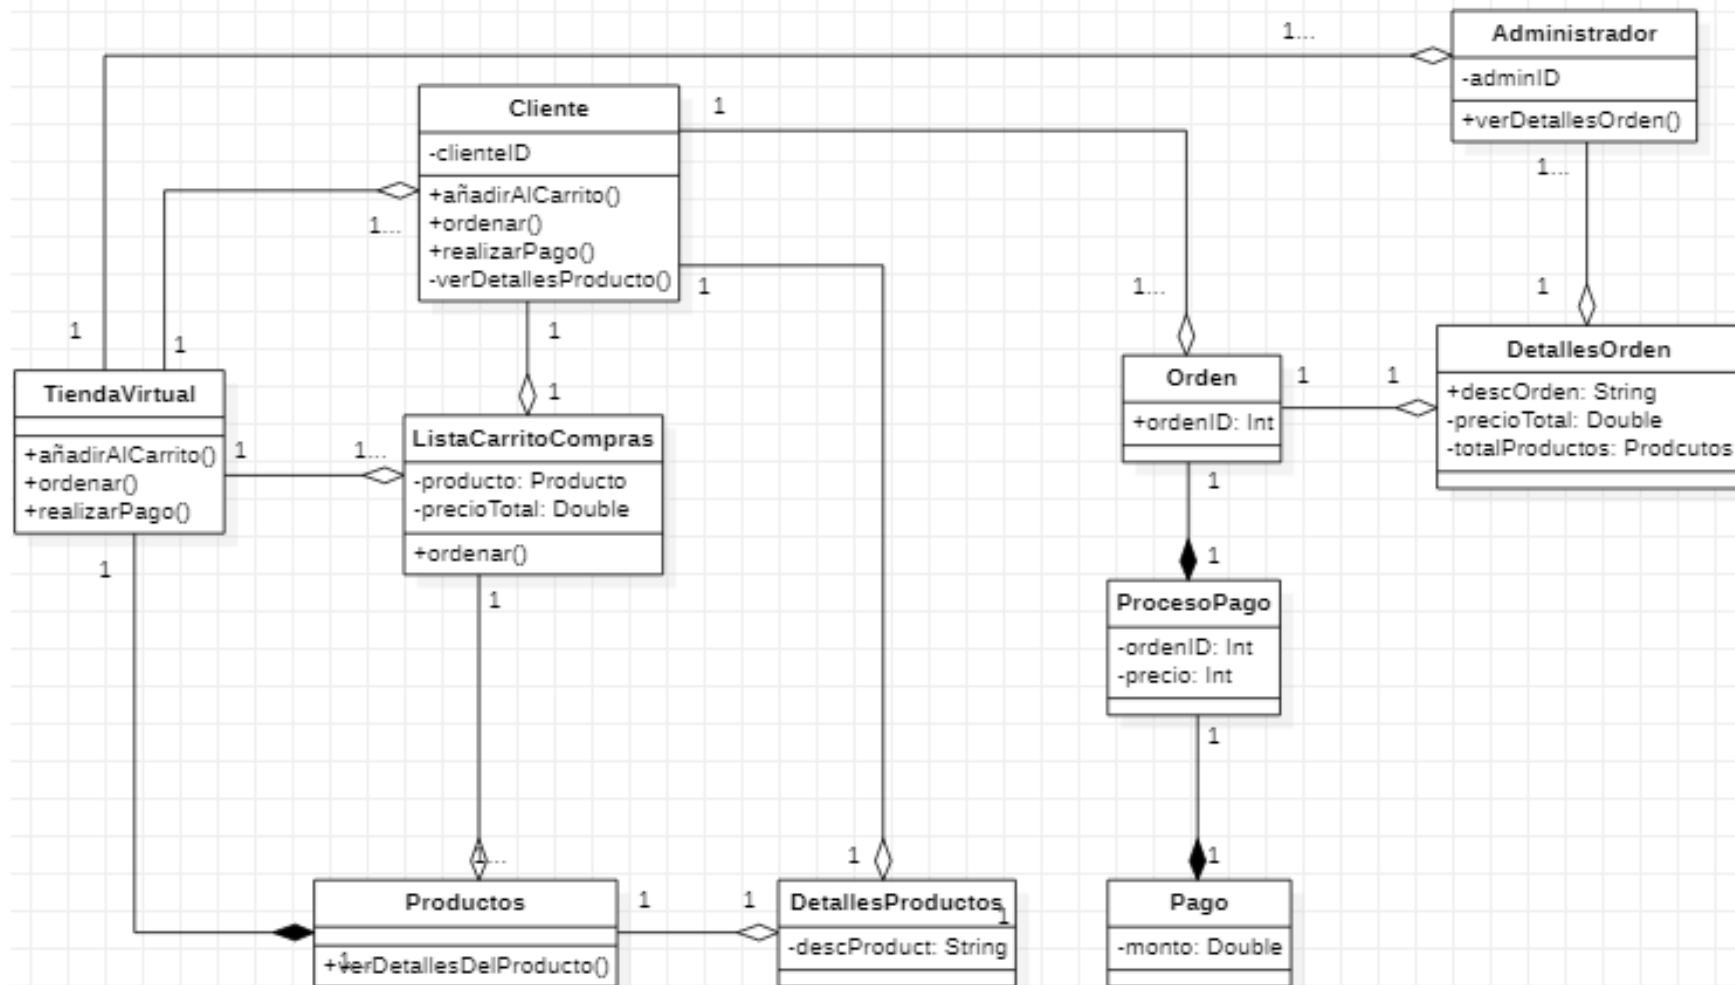 1...
Administrador
-adminID
+verDetallesOrden()
1...
1
Cliente
-clienteID
+añadirAlCarrito()
+ordenar()
+realizarPago()
-verDetallesProducto()
1
1
1...
1
1
1...
1
1
1
TiendaVirtual
+añadirAlCarrito()
+ordenar()
+realizarPago()
1
1...
1
ListaCarritoCompras
-producto: Producto
-precioTotal: Double
+ordenar()
1
1...
Orden
+ordenID: Int
1
1
1
DetallesOrden
+descOrden: String
-precioTotal: Double
-totalProductos: Prodcutos
1
ProcesoPago
-ordenID: Int
-precio: Int
1
1
Productos
1
+verDetallesDelProducto()
1
1
1
DetallesProductos
1
-descProduct: String
Pago
-monto: Double